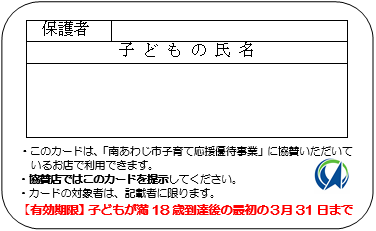 保護者
子どもの氏名
・このカードは、「南あわじ市子育て応援優待事業」に協賛いただいて
いるお店で利用できます。
・協賛店ではこのカードを提示してください。
・カードの対象者は、記載者に限ります。
【有効期限】子どもが満18歳到達後の最初の3月31日まで